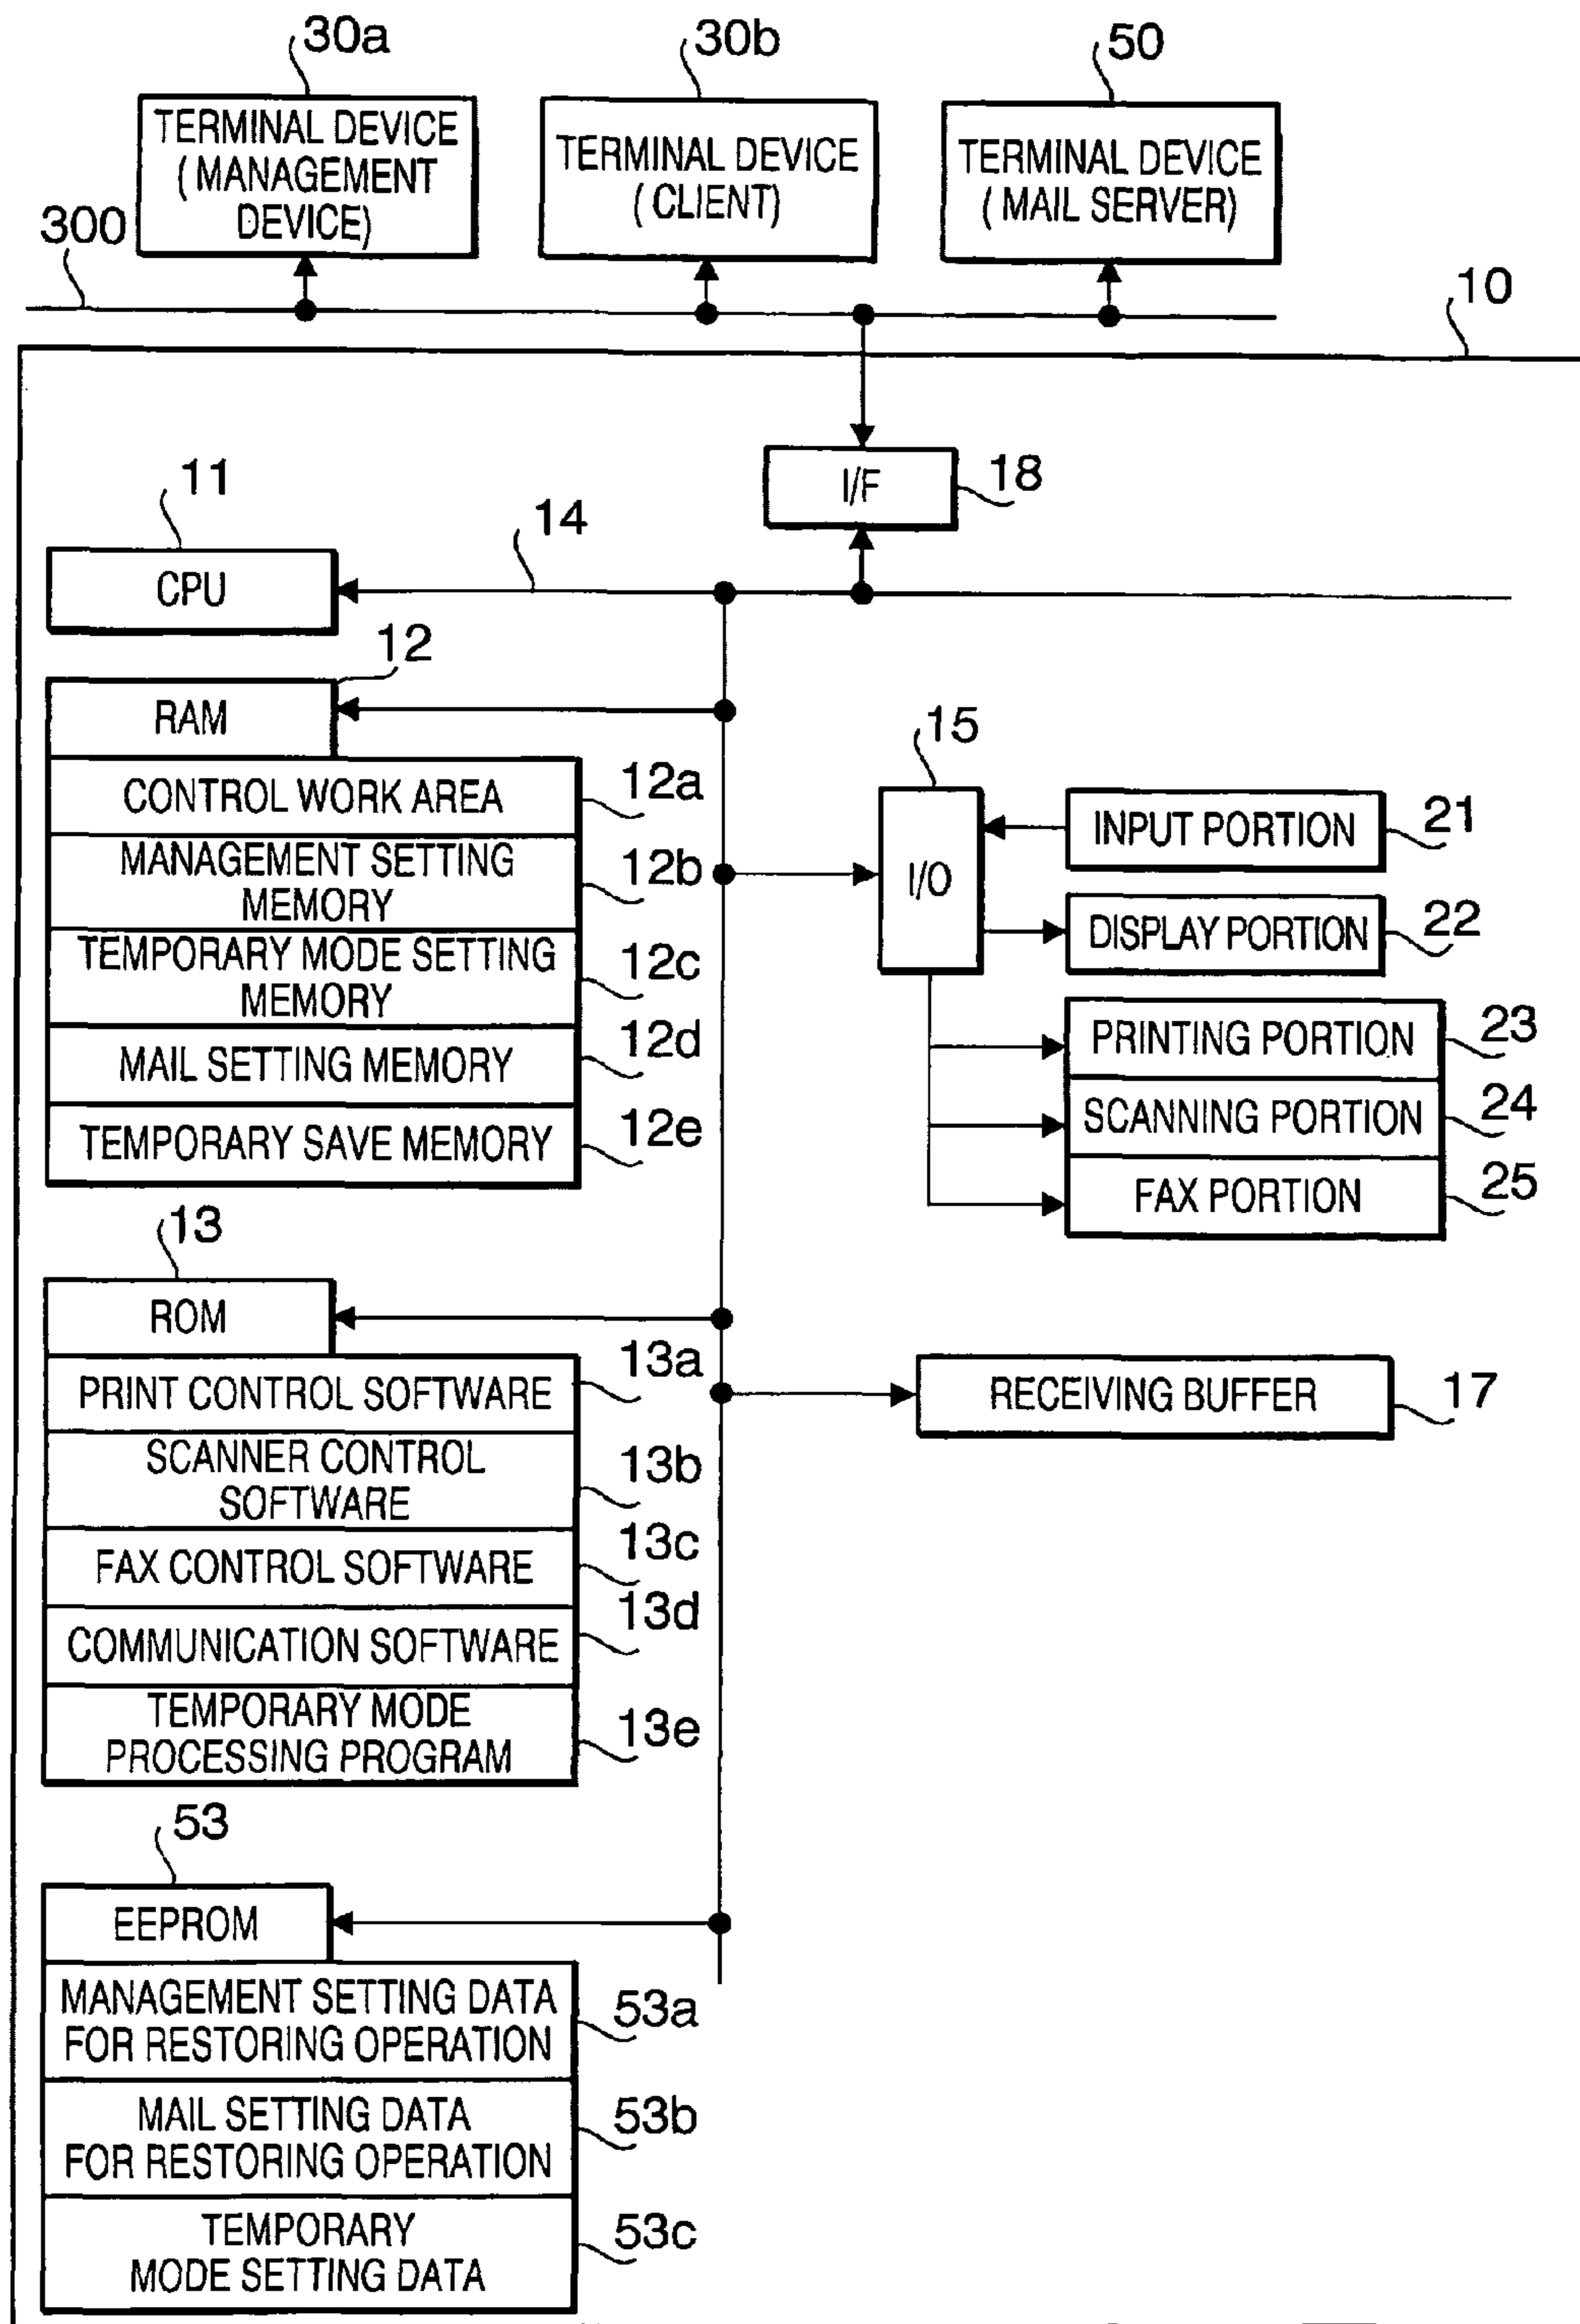 30a
30b
50
TERMINAL DEVICE
( MANAGEMENT
DEVICE)
TERMINAL DEVICE
( CLIENT)
TERMINAL DEVICE
( MAIL SERVER)
300
10
I/F
18
11
14
CPU
12
RAM
CONTROL WORK AREA
12a
MANAGEMENT SETTING
MEMORY
12b
TEMPORARY MODE SETTING
MEMORY
12c
MAIL SETTING MEMORY
12d
TEMPORARY SAVE MEMORY
12e
15
I/O
INPUT PORTION
21
DISPLAY PORTION
22
PRINTING PORTION
23
SCANNING PORTION
24
FAX PORTION
25
13
ROM
PRINT CONTROL SOFTWARE
13a
SCANNER CONTROL
SOFTWARE
13b
FAX CONTROL SOFTWARE
13c
COMMUNICATION SOFTWARE
13d
TEMPORARY MODE
PROCESSING PROGRAM
13e
RECEIVING BUFFER
17
53
EEPROM
MANAGEMENT SETTING DATA
FOR RESTORING OPERATION
53a
MAIL SETTING DATA
FOR RESTORING OPERATION
53b
TEMPORARY
MODE SETTING DATA
53c